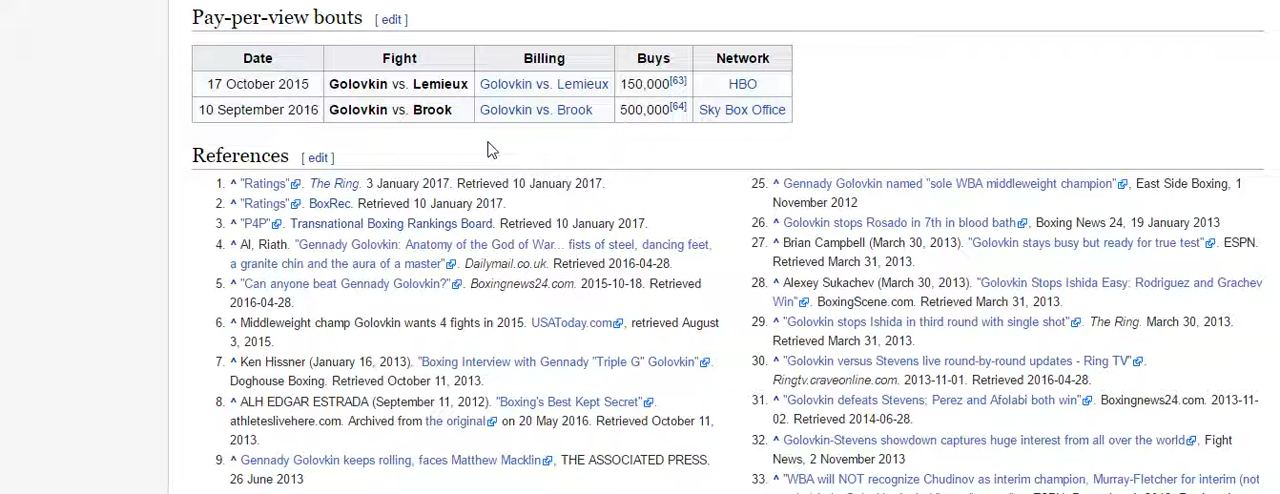 Pay-per-view bouts [ edit ]
Date Fight Billing Buys Network
17 October 2015 Golovkin vs. Lemieux Golovkin vs. Lemieux 150,000[63] HBO
10 September 2016 Golovkin vs. Brook Golovkin vs. Brook 500,000[64] Sky Box Office
References [ edit ]
1. ^ "Ratings". The Ring. 3 January 2017. Retrieved 10 January 2017.
2. ^ "Ratings". BoxRec. Retrieved 10 January 2017.
3. ^ "P4P". Transnational Boxing Rankings Board. Retrieved 10 January 2017.
4. ^ Al, Riath. "Gennady Golovkin: Anatomy of the God of War... fists of steel, dancing feet,
a granite chin and the aura of a master". Dailymail.co.uk. Retrieved 2016-04-28.
5. ^ "Can anyone beat Gennady Golovkin?". Boxingnews24.com. 2015-10-18. Retrieved
2016-04-28.
6. ^ Middleweight champ Golovkin wants 4 fights in 2015. USAToday.com, retrieved August
3, 2015.
7. ^ Ken Hissner (January 16, 2013). "Boxing Interview with Gennady "Triple G" Golovkin".
Doghouse Boxing. Retrieved October 11, 2013.
8. ^ ALH EDGAR ESTRADA (September 11, 2012). "Boxing's Best Kept Secret".
athleteslivehere.com. Archived from the original on 20 May 2016. Retrieved October 11,
2013.
9. ^ Gennady Golovkin keeps rolling, faces Matthew Macklin, THE ASSOCIATED PRESS.
26 June 2013
25. ^ Gennady Golovkin named "sole WBA middleweight champion", East Side Boxing, 1
November 2012
26. ^ Golovkin stops Rosado in 7th in blood bath, Boxing News 24, 19 January 2013
27. ^ Brian Campbell (March 30, 2013). "Golovkin stays busy but ready for true test". ESPN.
Retrieved March 31, 2013.
28. ^ Alexey Sukachev (March 30, 2013). "Golovkin Stops Ishida Easy: Rodriguez and Grachev
Win". BoxingScene.com. Retrieved March 31, 2013.
29. ^ "Golovkin stops Ishida in third round with single shot". The Ring. March 30, 2013.
Retrieved March 31, 2013.
30. ^ "Golovkin versus Stevens live round-by-round updates - Ring TV".
Ringtv.craveonline.com. 2013-11-01. Retrieved 2016-04-28.
31. ^ "Golovkin defeats Stevens; Perez and Afolabi both win". Boxingnews24.com. 2013-11-
02. Retrieved 2014-06-28.
32. ^ Golovkin-Stevens showdown captures huge interest from all over the world, Fight
News, 2 November 2013
33. ^ "WBA will NOT recognize Chudinov as interim champion, Murray-Fletcher for interim (not